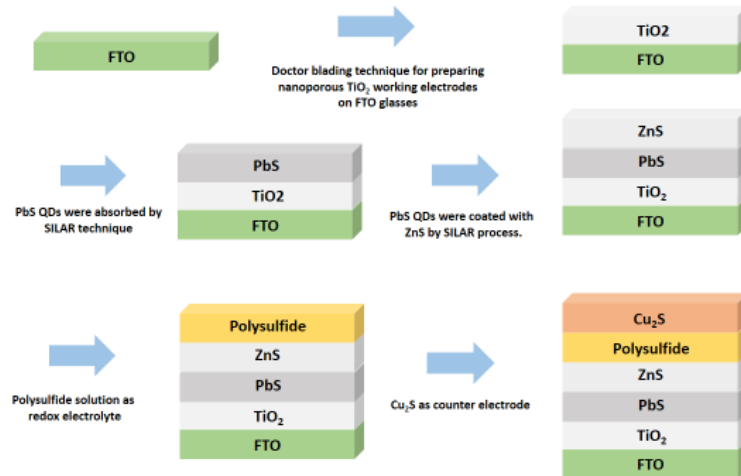 FTO
TiO2
FTO
Doctor blading technique for preparing
nanoporous TiO₂ working electrodes
on FTO glasses
PbS
TiO2
FTO
PbS QDs were absorbed by
SILAR technique
ZnS
PbS
TiO₂
FTO
PbS QDs were coated with
ZnS by SILAR process.
Polysulfide
ZnS
PbS
TiO₂
FTO
Polysulfide solution as
redox electrolyte
Cu₂S
Polysulfide
ZnS
PbS
TiO₂
FTO
Cu₂S as counter electrode